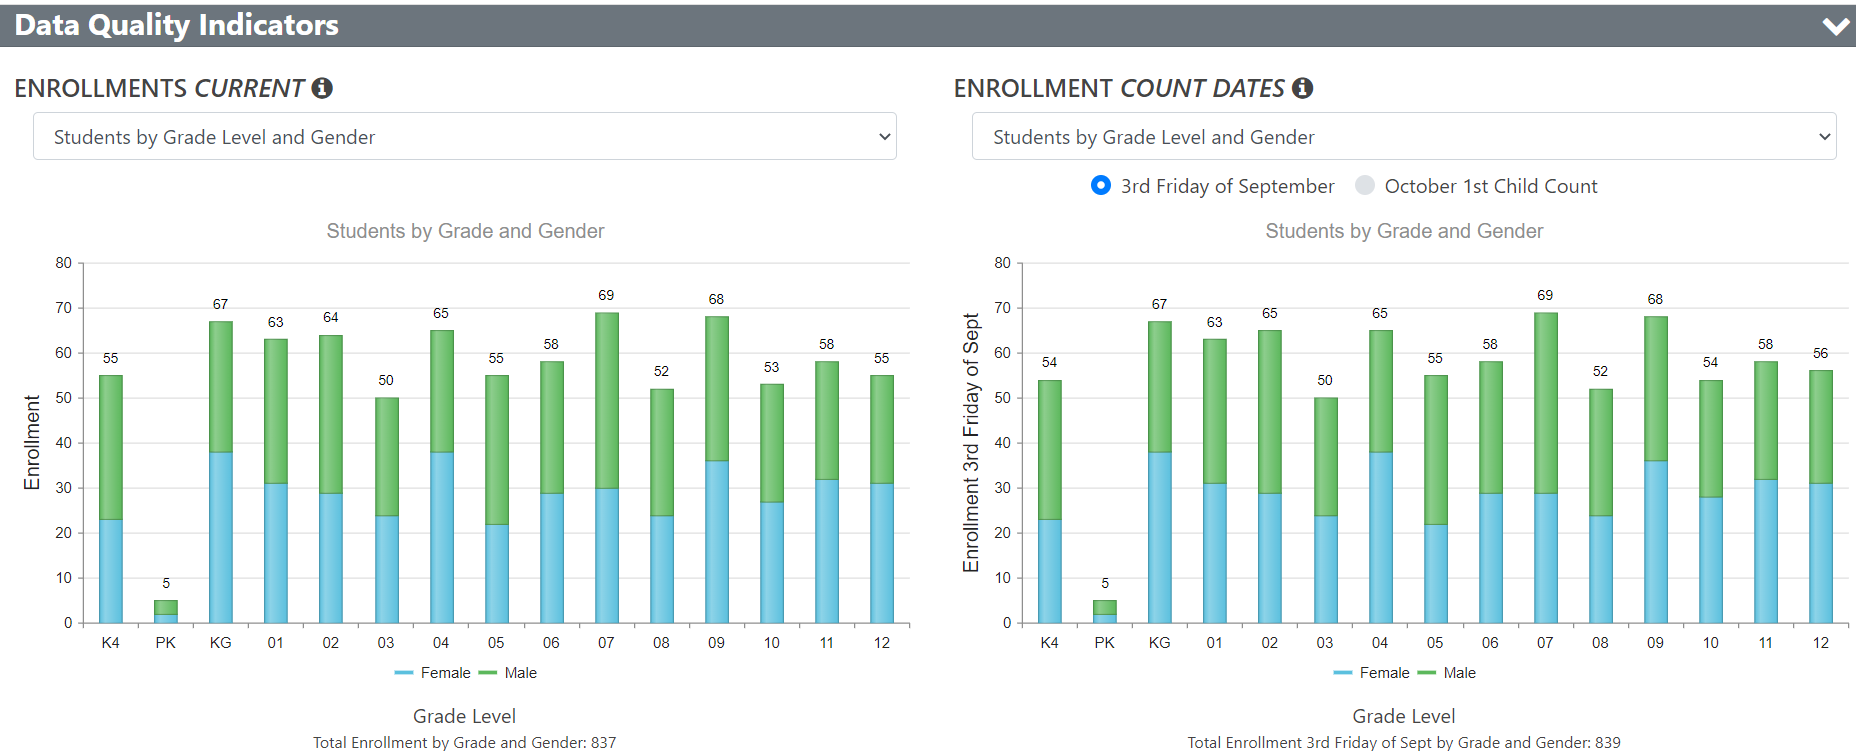 Data Quality Indicators
ENROLLMENTS CURRENT
Students by Grade Level and Gender
Students by Grade and Gender
Enrollment
80
70
60
50
40
30
20
10
0
55
5
67
63
64
50
65
55
58
69
52
68
53
58
55
K4 PK KG 01 02 03 04 05 06 07 08 09 10 11 12
Female Male
Grade Level
Total Enrollment by Grade and Gender: 837
ENROLLMENT COUNT DATES
Students by Grade Level and Gender
3rd Friday of September October 1st Child Count
Students by Grade and Gender
Enrollment 3rd Friday of Sept
80
70
60
50
40
30
20
10
0
54
5
67
63
65
50
65
55
58
69
52
68
54
58
56
K4 PK KG 01 02 03 04 05 06 07 08 09 10 11 12
Female Male
Grade Level
Total Enrollment 3rd Friday of Sept by Grade and Gender: 839